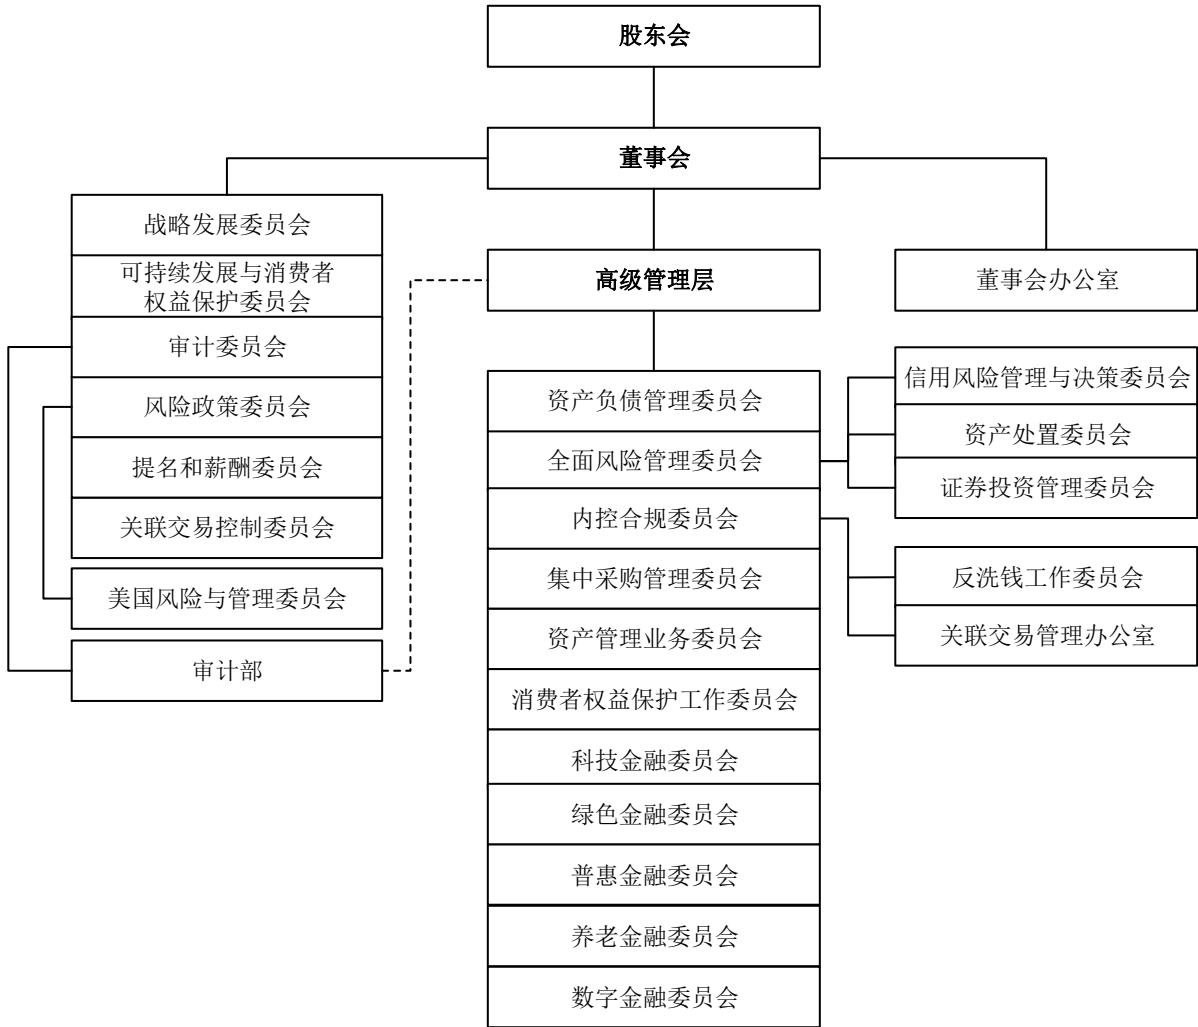 股东会
董事会
战略发展委员会
可持续发展与消费者
权益保护委员会
审计委员会
风险政策委员会
提名和薪酬委员会
关联交易控制委员会
美国风险与管理委员会
审计部
高级管理层
资产负债管理委员会
全面风险管理委员会
内控合规委员会
集中采购管理委员会
资产管理业务委员会
消费者权益保护工作委员会
科技金融委员会
绿色金融委员会
普惠金融委员会
养老金融委员会
数字金融委员会
董事会办公室
信用风险管理与决策委员会
资产处置委员会
证券投资管理委员会
反洗钱工作委员会
关联交易管理办公室